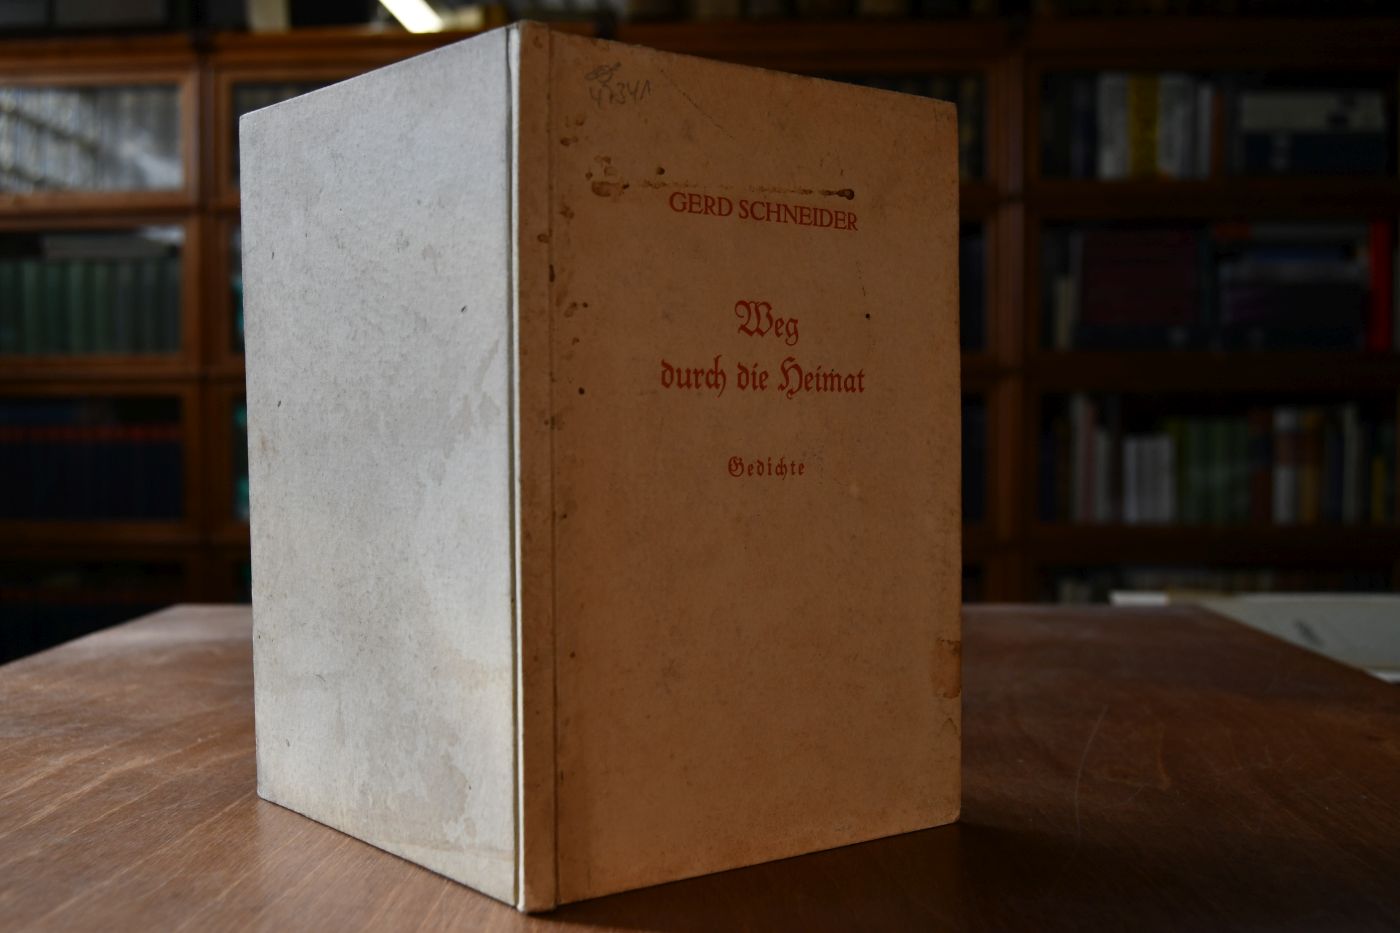 GERD SCHNEIDER
Weg
durch die Heimat
Gedichte